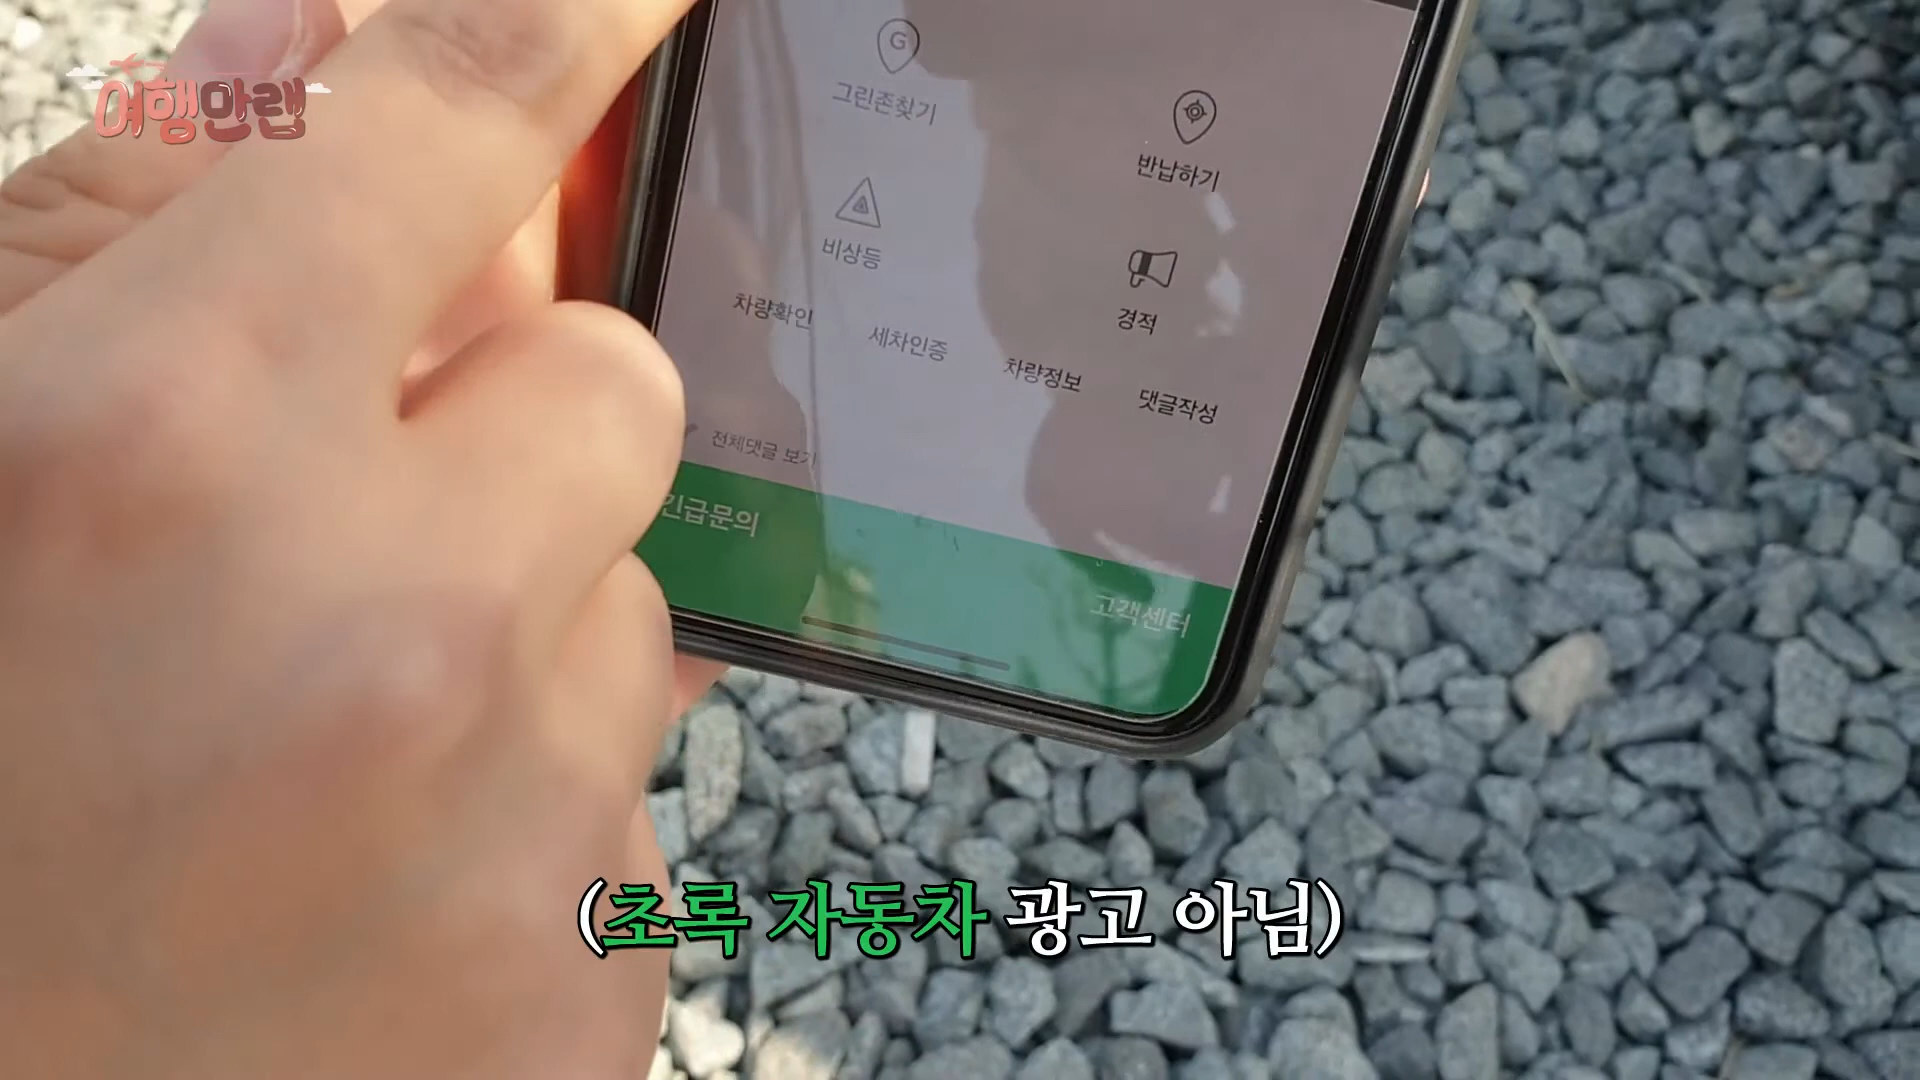 여행만랩
G
그린존찾기
반납하기
비상등
경적
차량확인
세차인증
차량정보
댓글작성
전체댓글 보기
긴급문의
고객센터
(초록 자동차 광고 아님)